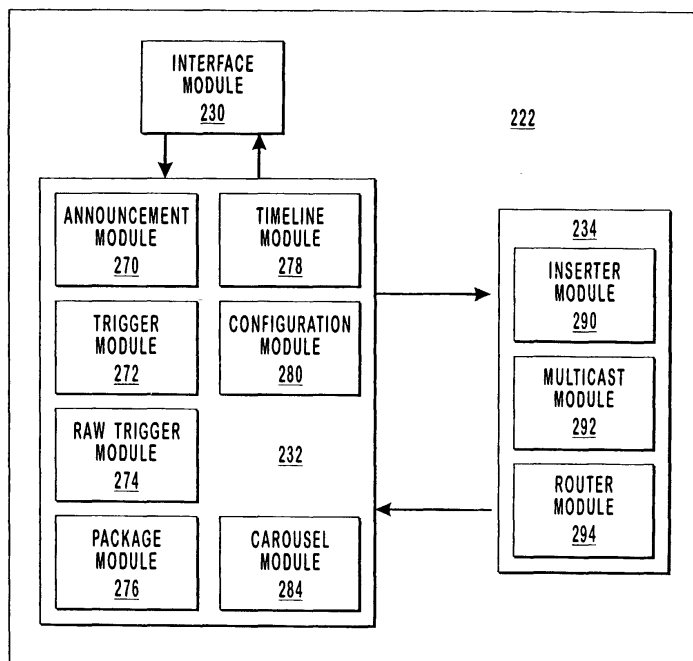 INTERFACE
MODULE
230
222
ANNOUNCEMENT
MODULE
270
TIMELINE
MODULE
278
TRIGGER
MODULE
272
CONFIGURATION
MODULE
280
RAW TRIGGER
MODULE
274
232
PACKAGE
MODULE
276
CAROUSEL
MODULE
284
234
INSERTER
MODULE
290
MULTICAST
MODULE
292
ROUTER
MODULE
294